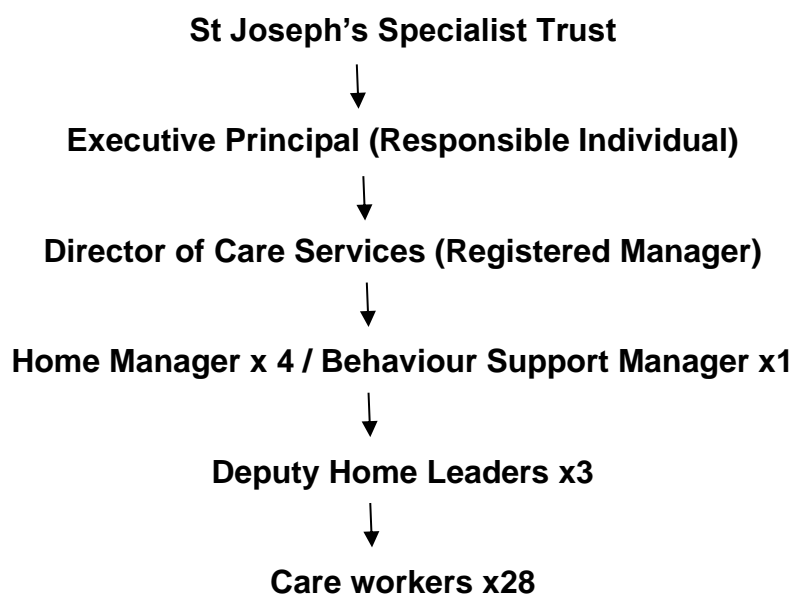 St Joseph’s Specialist Trust
Executive Principal (Responsible Individual)
Director of Care Services (Registered Manager)
Home Manager x 4 / Behaviour Support Manager x1
Deputy Home Leaders x3
Care workers x28